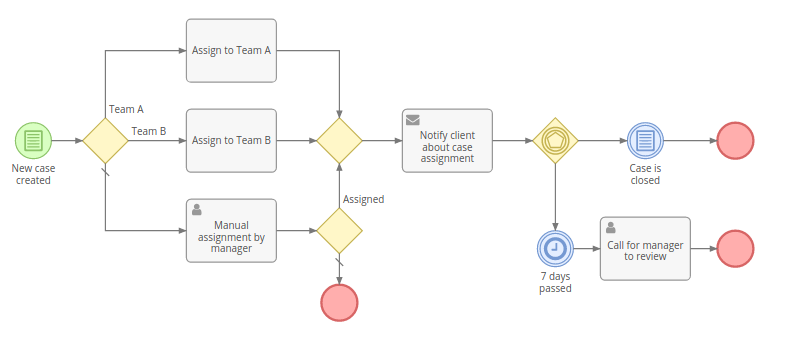 Assign to Team A
Team A
Team B
Assign to Team B
New case
created
Notify client
about case
assignment
Case is
closed
Manual
assignment by
manager
Assigned
7 days
passed
Call for manager
to review